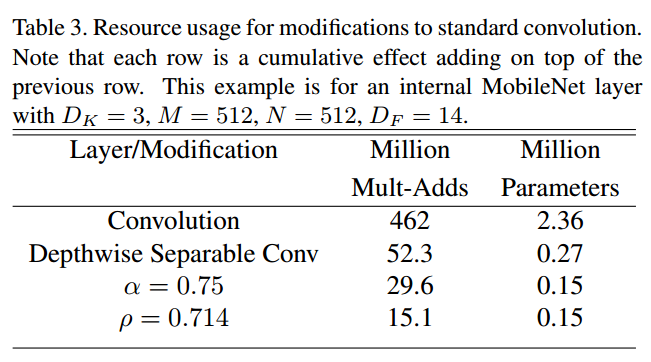 Table 3. Resource usage for modifications to standard convolution.
Note that each row is a cumulative effect adding on top of the
previous row. This example is for an internal MobileNet layer
with D_K = 3, M = 512, N = 512, D_F = 14.
Layer/Modification Million Million
Mult-Adds Parameters
Convolution 462 2.36
Depthwise Separable Conv 52.3 0.27
α = 0.75 29.6 0.15
ρ = 0.714 15.1 0.15